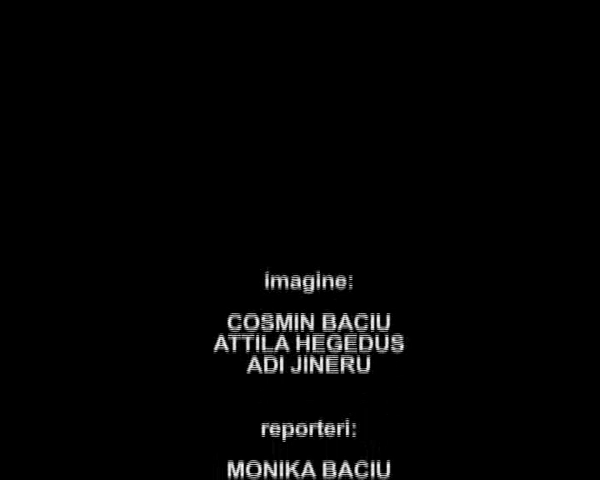 imagine:
COSMIN BACIU
ATTILA HEGEDUS
ADI JINERU
reporteri:
MONIKA BACIU